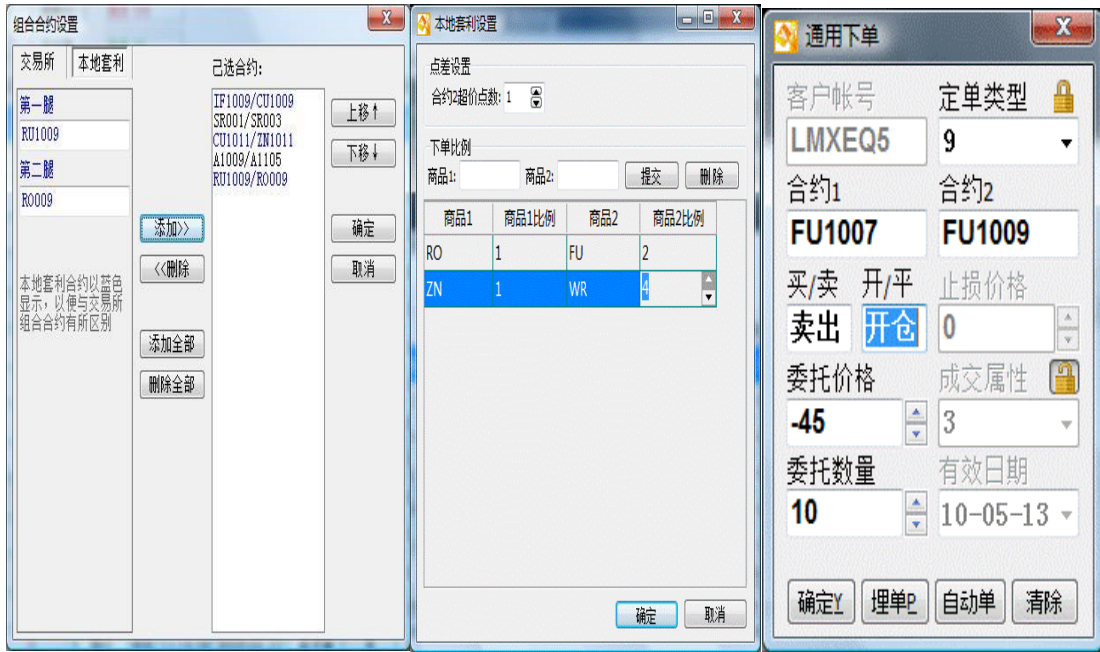 组合合约设置
交易所
本地套利
第一腿
RU1009
第二腿
RO009
本地套利合约以蓝色
显示，以便与交易所
组合合约有所区别
添加>>
<<删除
添加全部
删除全部
已选合约:
IF1009/CU1009
SR001/SR003
CU1011/ZN1011
A1009/A1105
RU1009/RO009
上移↑
下移↓
确定
取消
本地套利设置
点差设置
合约2超价点数: 1
下单比例
商品1:
商品2:
提交
删除
商品1 商品1比例 商品2 商品2比例
RO 1 FU 2
ZN 1 WR 4
确定
取消
通用下单
客户帐号 定单类型
LMXEQ5 9
合约1 合约2
FU1007 FU1009
买/卖 开/平 止损价格
卖出 开仓 0
委托价格 成交属性
-45 3
委托数量 有效日期
10 10-05-13
确定Y 埋单P 自动单 清除